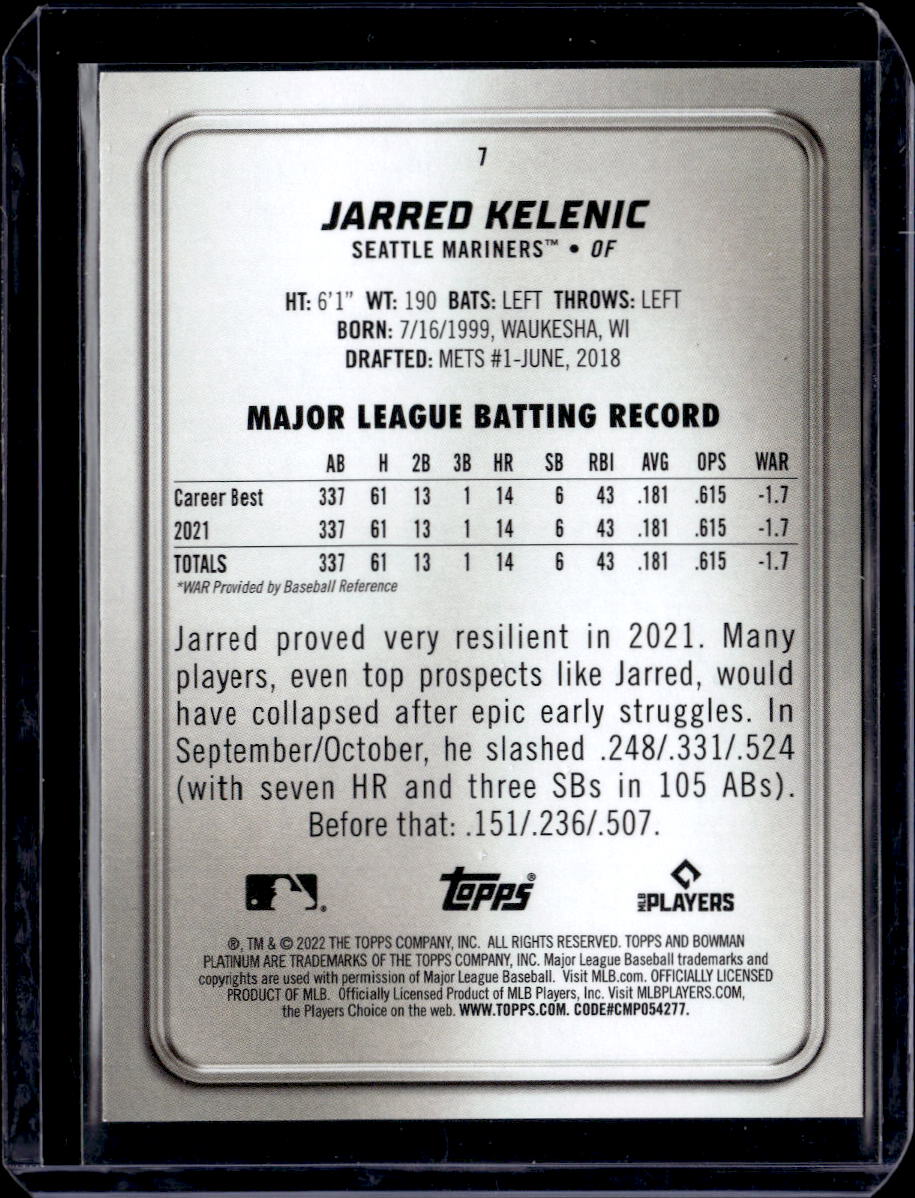 7
JARRED KELENIC
SEATTLE MARINERS™ • OF
HT: 6'1" WT: 190 BATS: LEFT THROWS: LEFT
BORN: 7/16/1999, WAUKESHA, WI
DRAFTED: METS #1-JUNE, 2018
MAJOR LEAGUE BATTING RECORD
AB H 2B 3B HR SB RBI AVG OPS WAR
Career Best 337 61 13 1 14 6 43 .181 .615 -1.7
2021 337 61 13 1 14 6 43 .181 .615 -1.7
TOTALS 337 61 13 1 14 6 43 .181 .615 -1.7
*WAR Provided by Baseball Reference
Jarred proved very resilient in 2021. Many
players, even top prospects like Jarred, would
have collapsed after epic early struggles. In
September/October, he slashed .248/.331/.524
(with seven HR and three SBs in 105 ABs).
Before that: .151/.236/.507.
Topps® MLB PLAYERS
®, TM & © 2022 THE TOPPS COMPANY, INC. ALL RIGHTS RESERVED. TOPPS AND BOWMAN
PLATINUM ARE TRADEMARKS OF THE TOPPS COMPANY, INC. Major League Baseball trademarks and
copyrights are used with permission of Major League Baseball. Visit MLB.com. OFFICIALLY LICENSED
PRODUCT OF MLB. Officially Licensed Product of MLB Players, Inc. Visit MLBPLAYERS.COM,
the Players Choice on the web. WWW.TOPPS.COM. CODE#CMP054277.